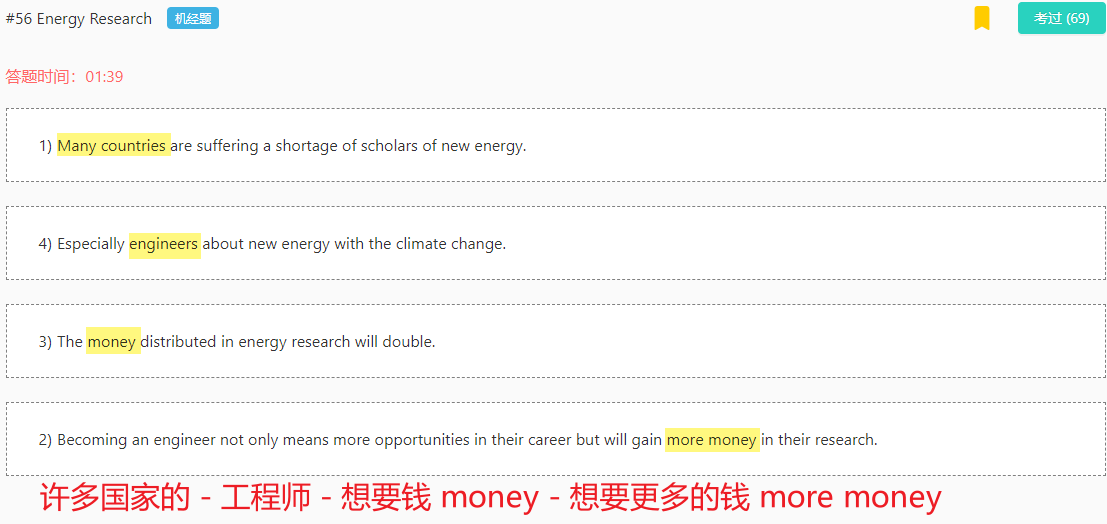 #56 Energy Research 机经题 考过 (69)
答题时间：01:39
1) Many countries are suffering a shortage of scholars of new energy.
4) Especially engineers about new energy with the climate change.
3) The money distributed in energy research will double.
2) Becoming an engineer not only means more opportunities in their career but will gain more money in their research.
许多国家的 - 工程师 - 想要钱 money - 想要更多的钱 more money